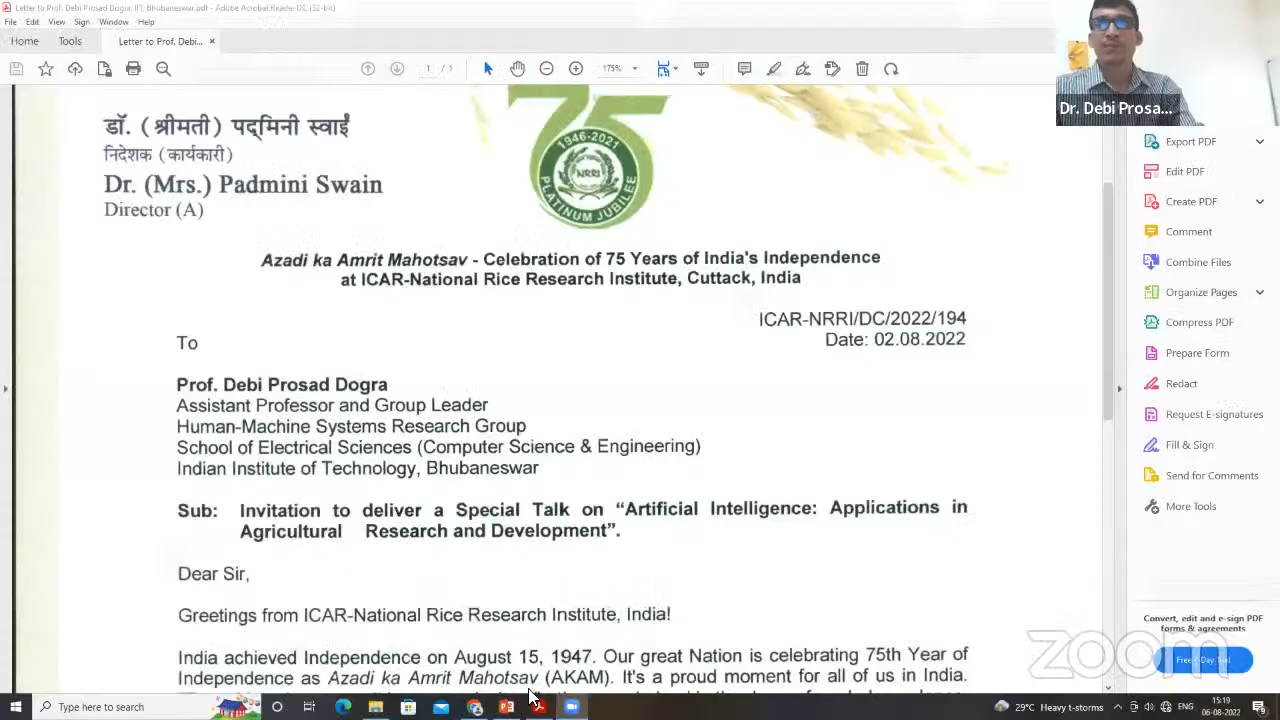 Letter to Prof. Debi Prosad Dogra, IIT, Bhubaneswar.pdf - Adobe Acrobat Reader DC (32-bit)
File Edit View Sign Window Help
Home Tools Letter to Prof. Debi... ×
1 / 1 175%
Dr. Debi Prosa...
डॉ. (श्रीमती) पद्मिनी स्वाईं
निदेशक (कार्यकारी)
Dr. (Mrs.) Padmini Swain
Director (A)
75
1946-2021
NRRI
PLATINUM JUBILEE
Azadi ka Amrit Mahotsav - Celebration of 75 Years of India's Independence
at ICAR-National Rice Research Institute, Cuttack, India
ICAR-NRRI/DC/2022/194
Date: 02.08.2022
To
Prof. Debi Prosad Dogra
Assistant Professor and Group Leader
Human-Machine Systems Research Group
School of Electrical Sciences (Computer Science & Engineering)
Indian Institute of Technology, Bhubaneswar
Sub: Invitation to deliver a Special Talk on “Artificial Intelligence: Applications in
Agricultural Research and Development”.
Dear Sir,
Greetings from ICAR-National Rice Research Institute, India!
India achieved Independence on August 15, 1947. Our great Nation is celebrating 75th Year of
Independence as Azadi ka Amrit Mahotsav (AKAM). It's a proud moment for all of us in India.
Export PDF
Edit PDF
Create PDF
Comment
Combine Files
Organize Pages
Compress PDF
Prepare Form
Redact
Request E-signatures
Fill & Sign
Send for Comments
More Tools
Convert, edit and e-sign PDF
forms & agreements
Free 7-Day Trial
zoom
Type here to search
29°C Heavy t-storms
ENG
15:19
06-08-2022